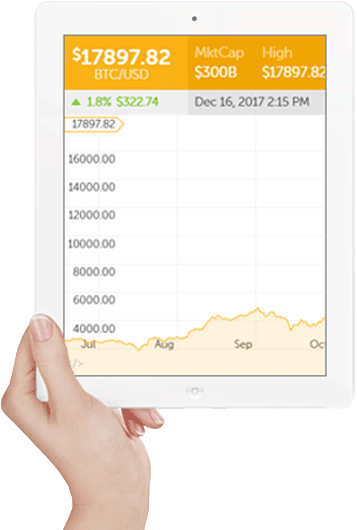 $17897.82
BTC/USD
MktCap
$300B
High
$17897.82
▲ 1.8% $322.74
Dec 16, 2017 2:15 PM
17897.82
16000.00
14000.00
12000.00
10000.00
8000.00
6000.00
4000.00
Jul
Aug
Sep
Oc
</>